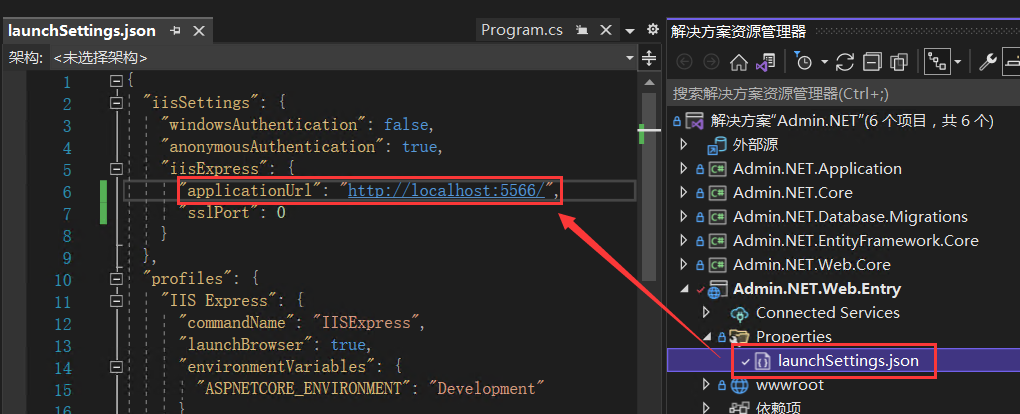 launchSettings.json
Program.cs
架构: <未选择架构>
1 {
2 "iisSettings": {
3 "windowsAuthentication": false,
4 "anonymousAuthentication": true,
5 "iisExpress": {
6 "applicationUrl": "http://localhost:5566/",
7 "sslPort": 0
8 }
9 },
10 "profiles": {
11 "IIS Express": {
12 "commandName": "IISExpress",
13 "launchBrowser": true,
14 "environmentVariables": {
15 "ASPNETCORE_ENVIRONMENT": "Development"
16 }
解决方案资源管理器
搜索解决方案资源管理器(Ctrl+;)
解决方案"Admin.NET"(6 个项目，共 6 个)
外部源
C# Admin.NET.Application
C# Admin.NET.Core
C# Admin.NET.Database.Migrations
C# Admin.NET.EntityFramework.Core
C# Admin.NET.Web.Core
Admin.NET.Web.Entry
Connected Services
Properties
launchSettings.json
wwwroot
依赖项